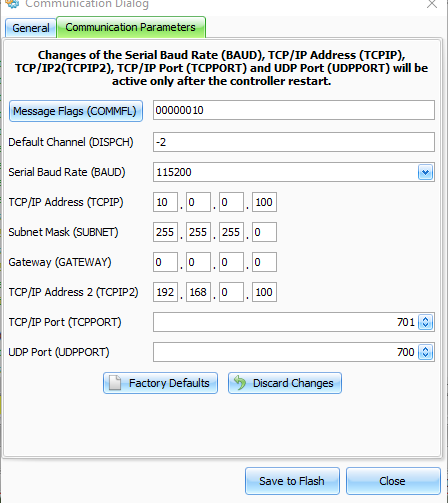 Communication Dialog
General Communication Parameters
Changes of the Serial Baud Rate (BAUD), TCP/IP Address (TCPIP),
TCP/IP2(TCPIP2), TCP/IP Port (TCPPORT) and UDP Port (UDPPORT) will be
active only after the controller restart.
Message Flags (COMMFL) 00000010
Default Channel (DISPCH) -2
Serial Baud Rate (BAUD) 115200
TCP/IP Address (TCPIP) 10 . 0 . 0 . 100
Subnet Mask (SUBNET) 255 . 255 . 255 . 0
Gateway (GATEWAY) 0 . 0 . 0 . 0
TCP/IP Address 2 (TCPIP2) 192 . 168 . 0 . 100
TCP/IP Port (TCPPORT) 701
UDP Port (UDPPORT) 700
Factory Defaults Discard Changes
Save to Flash Close